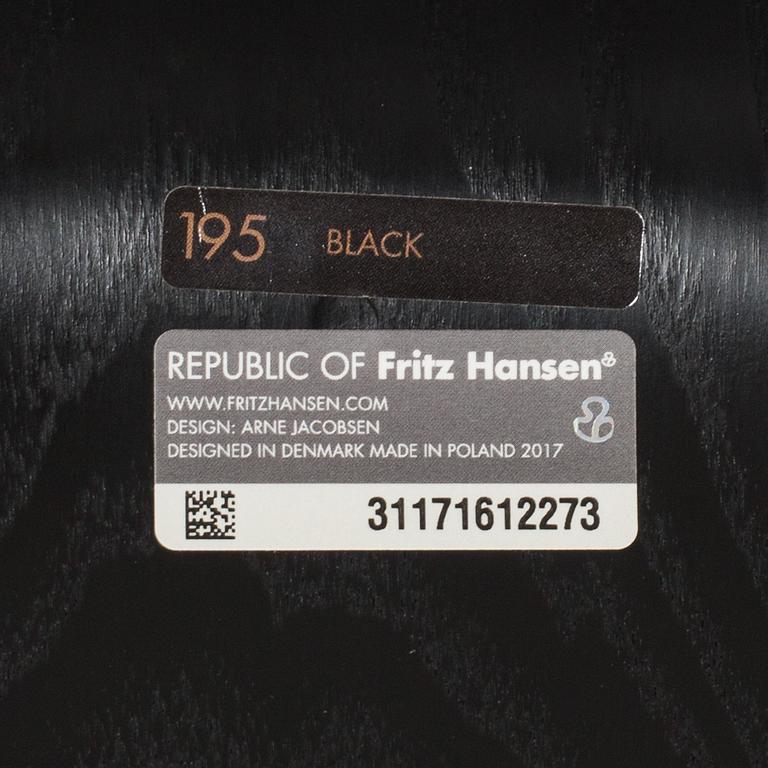 195 BLACK
REPUBLIC OF Fritz Hansen
WWW.FRITZHANSEN.COM
DESIGN: ARNE JACOBSEN
DESIGNED IN DENMARK MADE IN POLAND 2017
31171612273